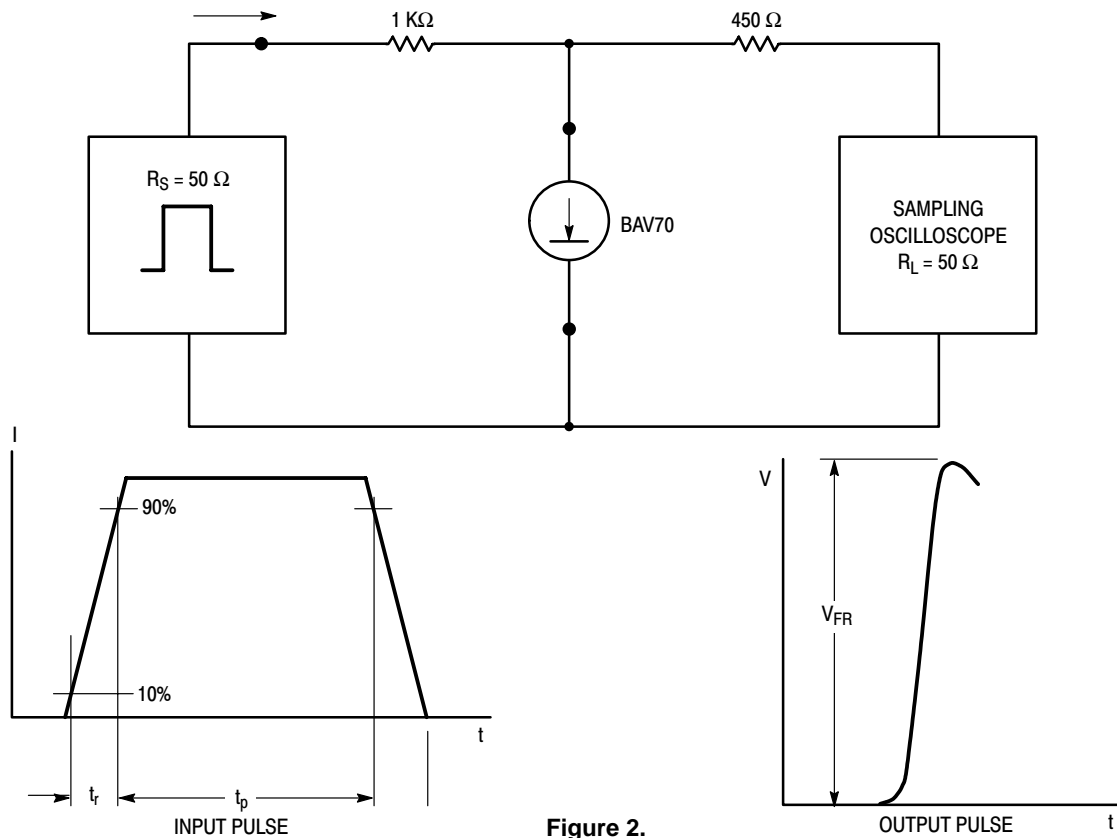 1 KΩ
450 Ω
R_S = 50 Ω
BAV70
SAMPLING
OSCILLOSCOPE
R_L = 50 Ω
I
90%
10%
t
t_r
t_p
INPUT PULSE
V
V_FR
t
OUTPUT PULSE
Figure 2.